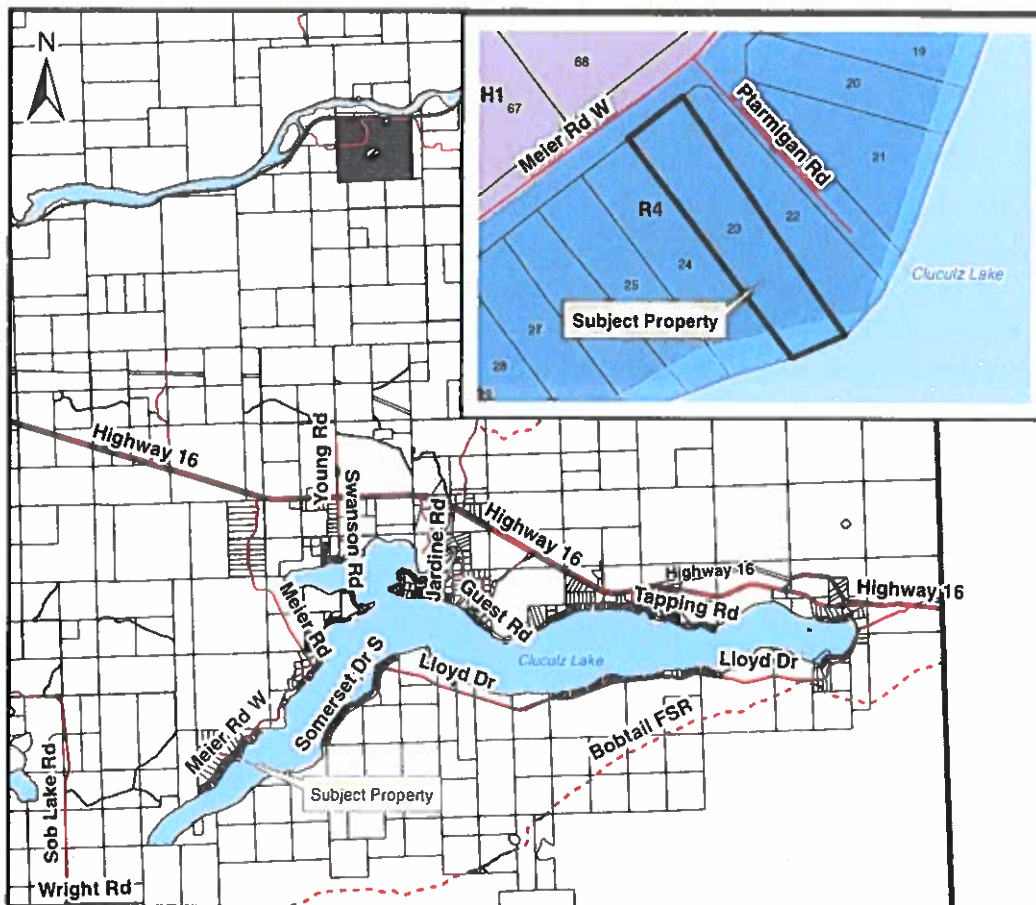 N
H1
67
68
Meier Rd W
Ptarmigan Rd
19
20
21
22
23
R4
24
25
27
28
Cluculz Lake
Subject Property
Highway 16
Young Rd
Swanson Rd
Jardine Rd
Highway 16
Highway 16
Highway 16
Tapping Rd
Guest Rd
Meier Rd
Somerset Dr S
Lloyd Dr
Cluculz Lake
Lloyd Dr
Meier Rd W
Bobtail FSR
Subject Property
Sob Lake Rd
Wright Rd